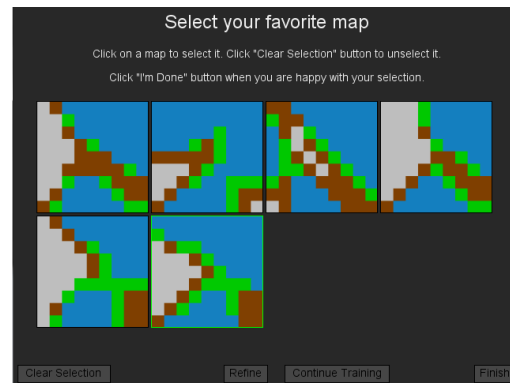 Select your favorite map
Click on a map to select it. Click "Clear Selection" button to unselect it.
Click "I'm Done" button when you are happy with your selection.
Clear Selection
Refine
Continue Training
Finish